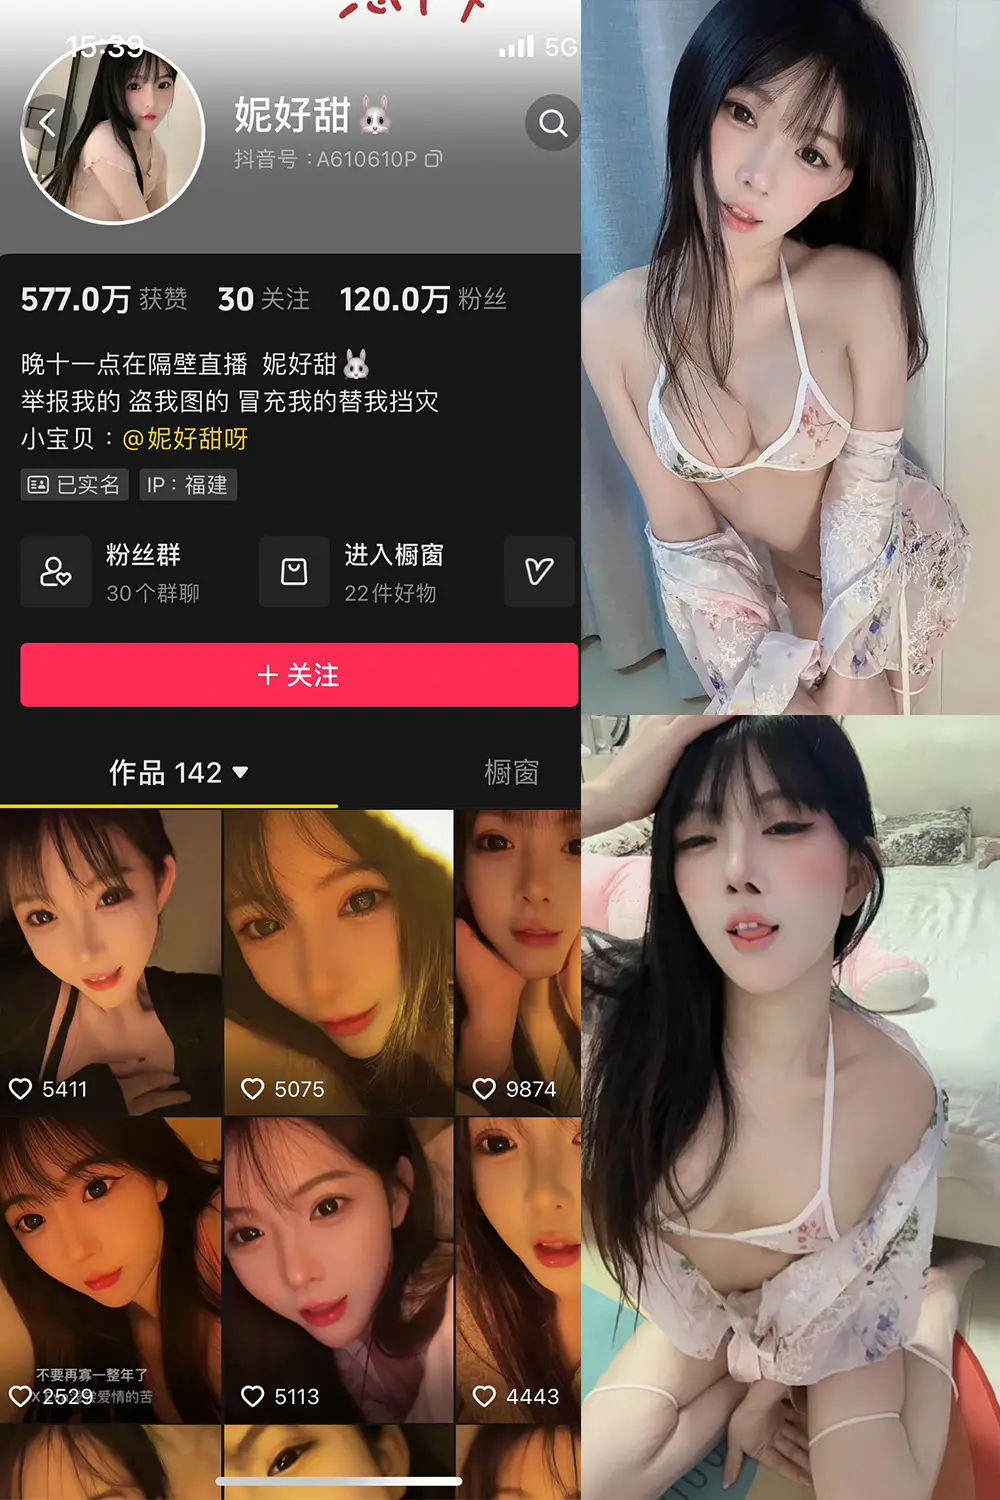 15:39
5G
妮好甜🐰
抖音号：A610610P
577.0万 获赞 30 关注 120.0万 粉丝
晚十一点在隔壁直播 妮好甜🐰
举报我的 盗我图的 冒充我的替我挡灾
小宝贝：@妮好甜呀
已实名 IP：福建
粉丝群
30个群聊
进入橱窗
22件好物
+ 关注
作品 142 橱窗
5411
5075
9874
不要再寡一整年了
爱情的苦
2529
5113
4443